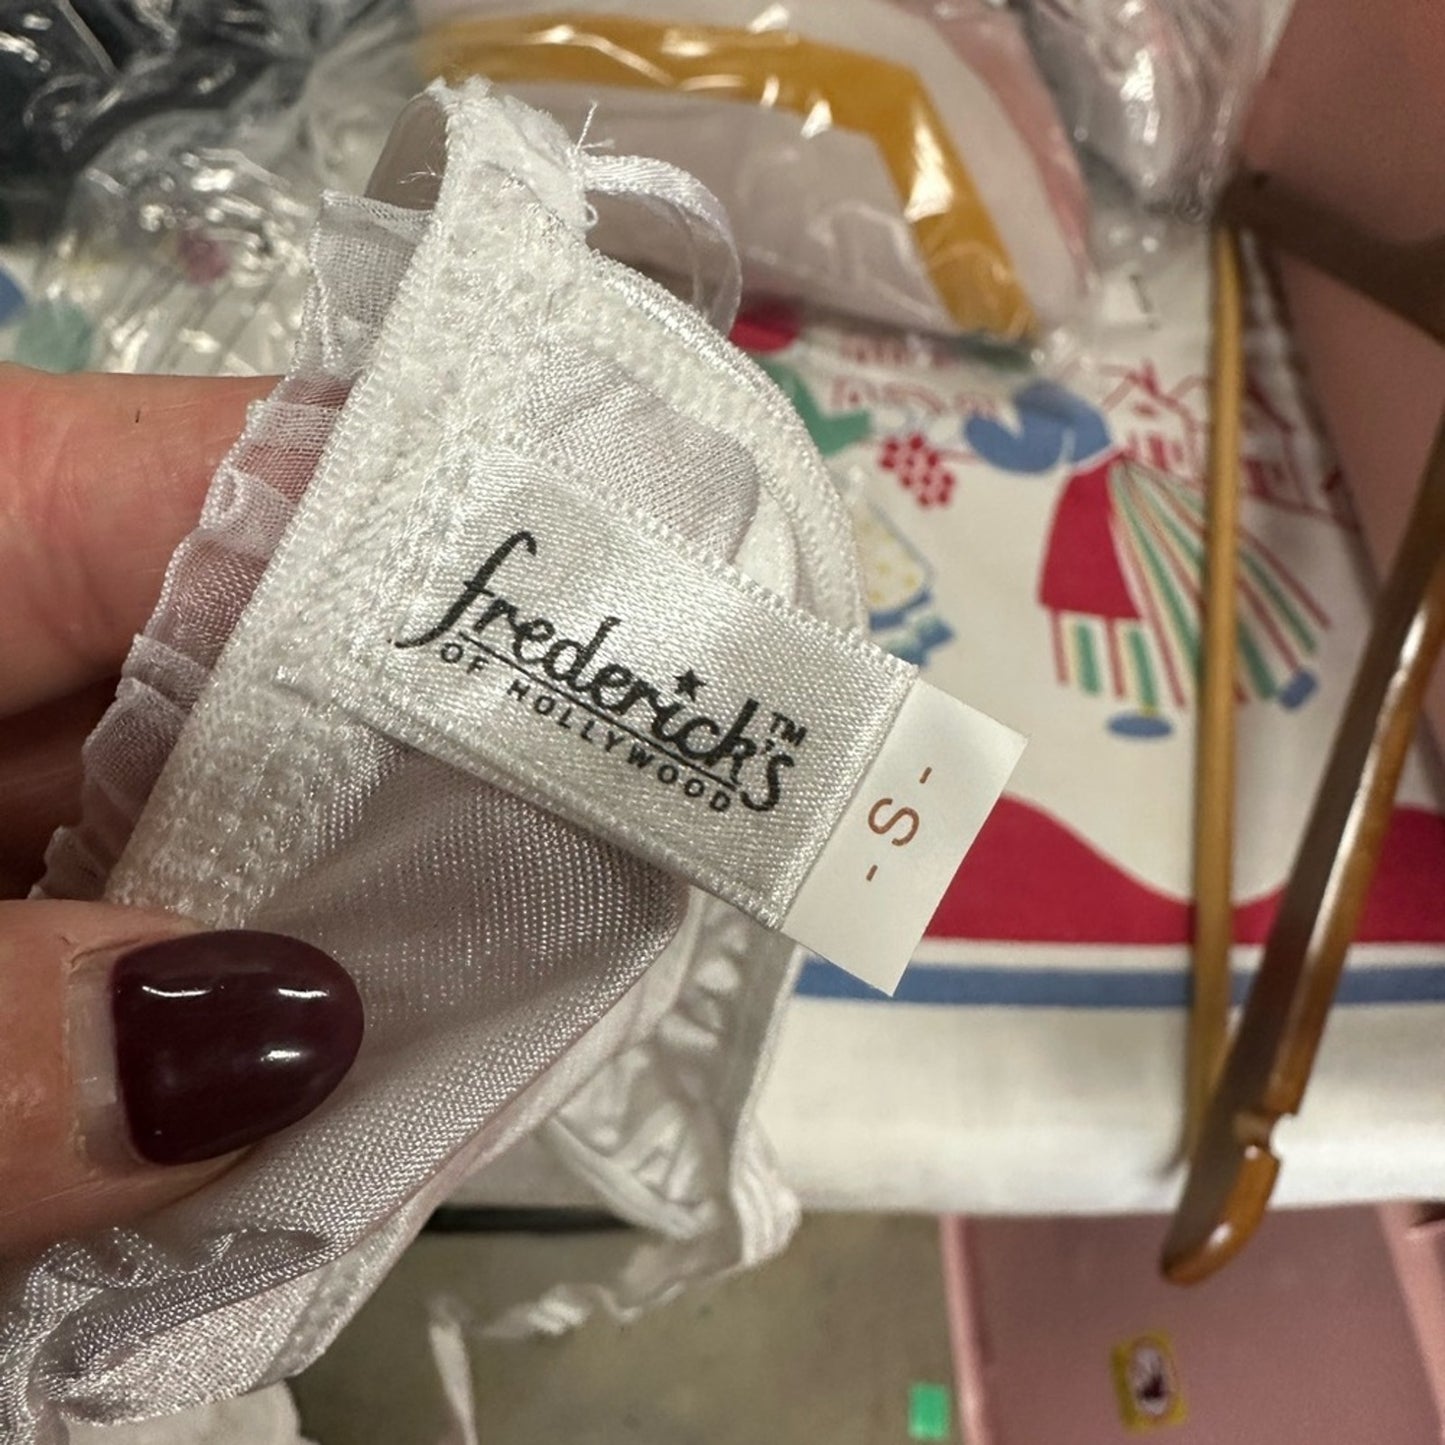 frederick's™
OF HOLLYWOOD
-S-